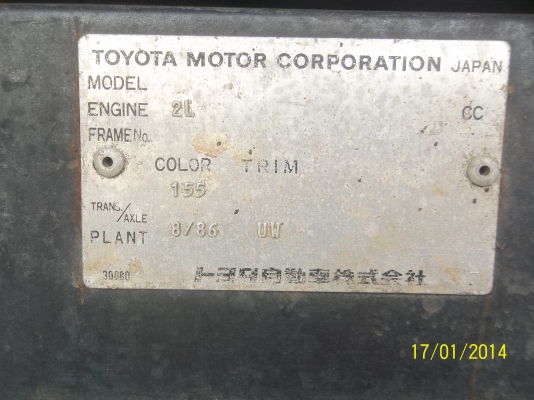 TOYOTA MOTOR CORPORATION JAPAN
MODEL
ENGINE 2L CC
FRAME No.
COLOR TRIM
155
TRANS./AXLE
PLANT 8/86 UW
30880 トヨタ自動車株式会社
17/01/2014